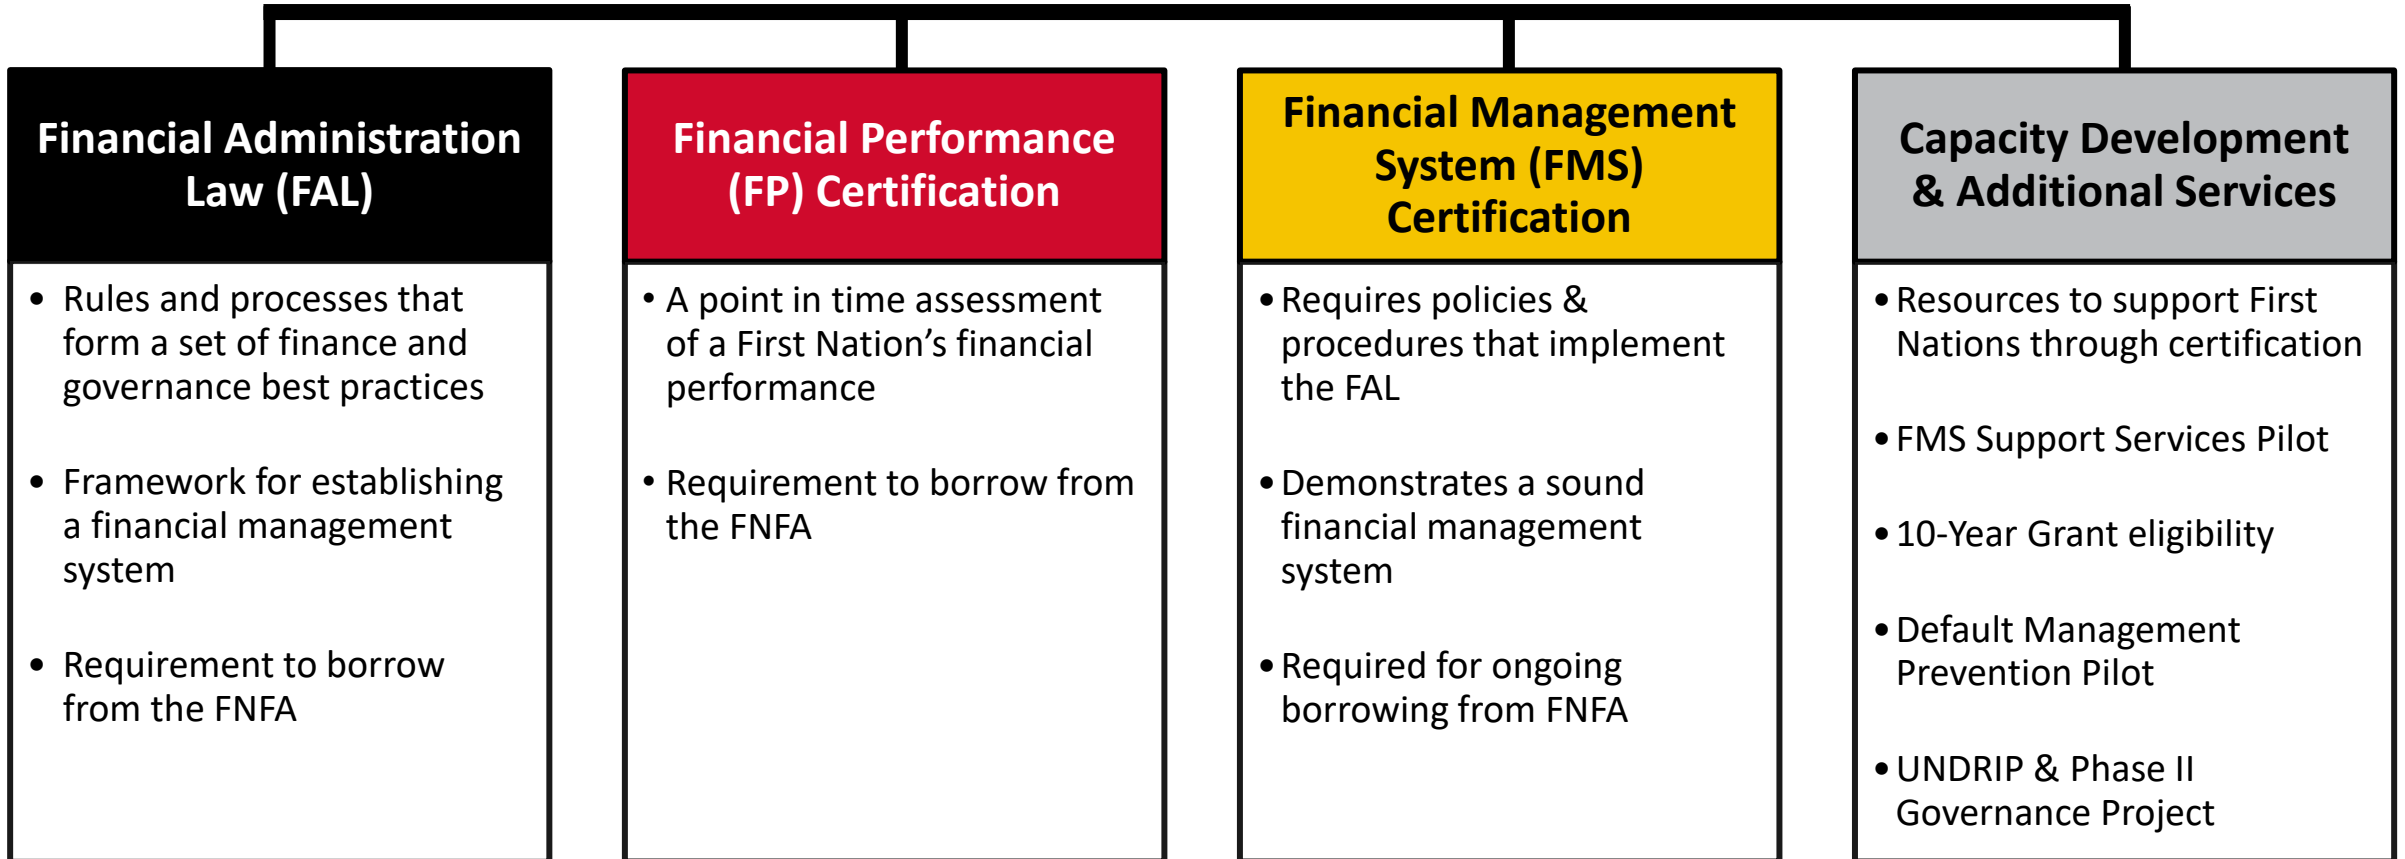 Financial Administration
Law (FAL)
• Rules and processes that
form a set of finance and
governance best practices
• Framework for establishing
a financial management
system
• Requirement to borrow
from the FNFA
Financial Performance
(FP) Certification
• A point in time assessment
of a First Nation’s financial
performance
• Requirement to borrow from
the FNFA
Financial Management
System (FMS)
Certification
• Requires policies &
procedures that implement
the FAL
• Demonstrates a sound
financial management
system
• Required for ongoing
borrowing from FNFA
Capacity Development
& Additional Services
• Resources to support First
Nations through certification
• FMS Support Services Pilot
• 10-Year Grant eligibility
• Default Management
Prevention Pilot
• UNDRIP & Phase II
Governance Project